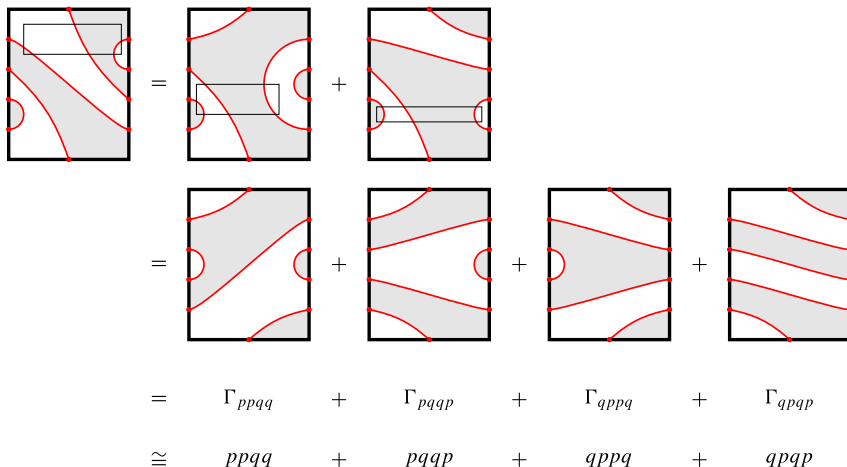 = +
= + + +
= Γ_{ppqq} + Γ_{pqqp} + Γ_{qppq} + Γ_{qpqp}
≅ ppqq + pqqp + qppq + qpqp